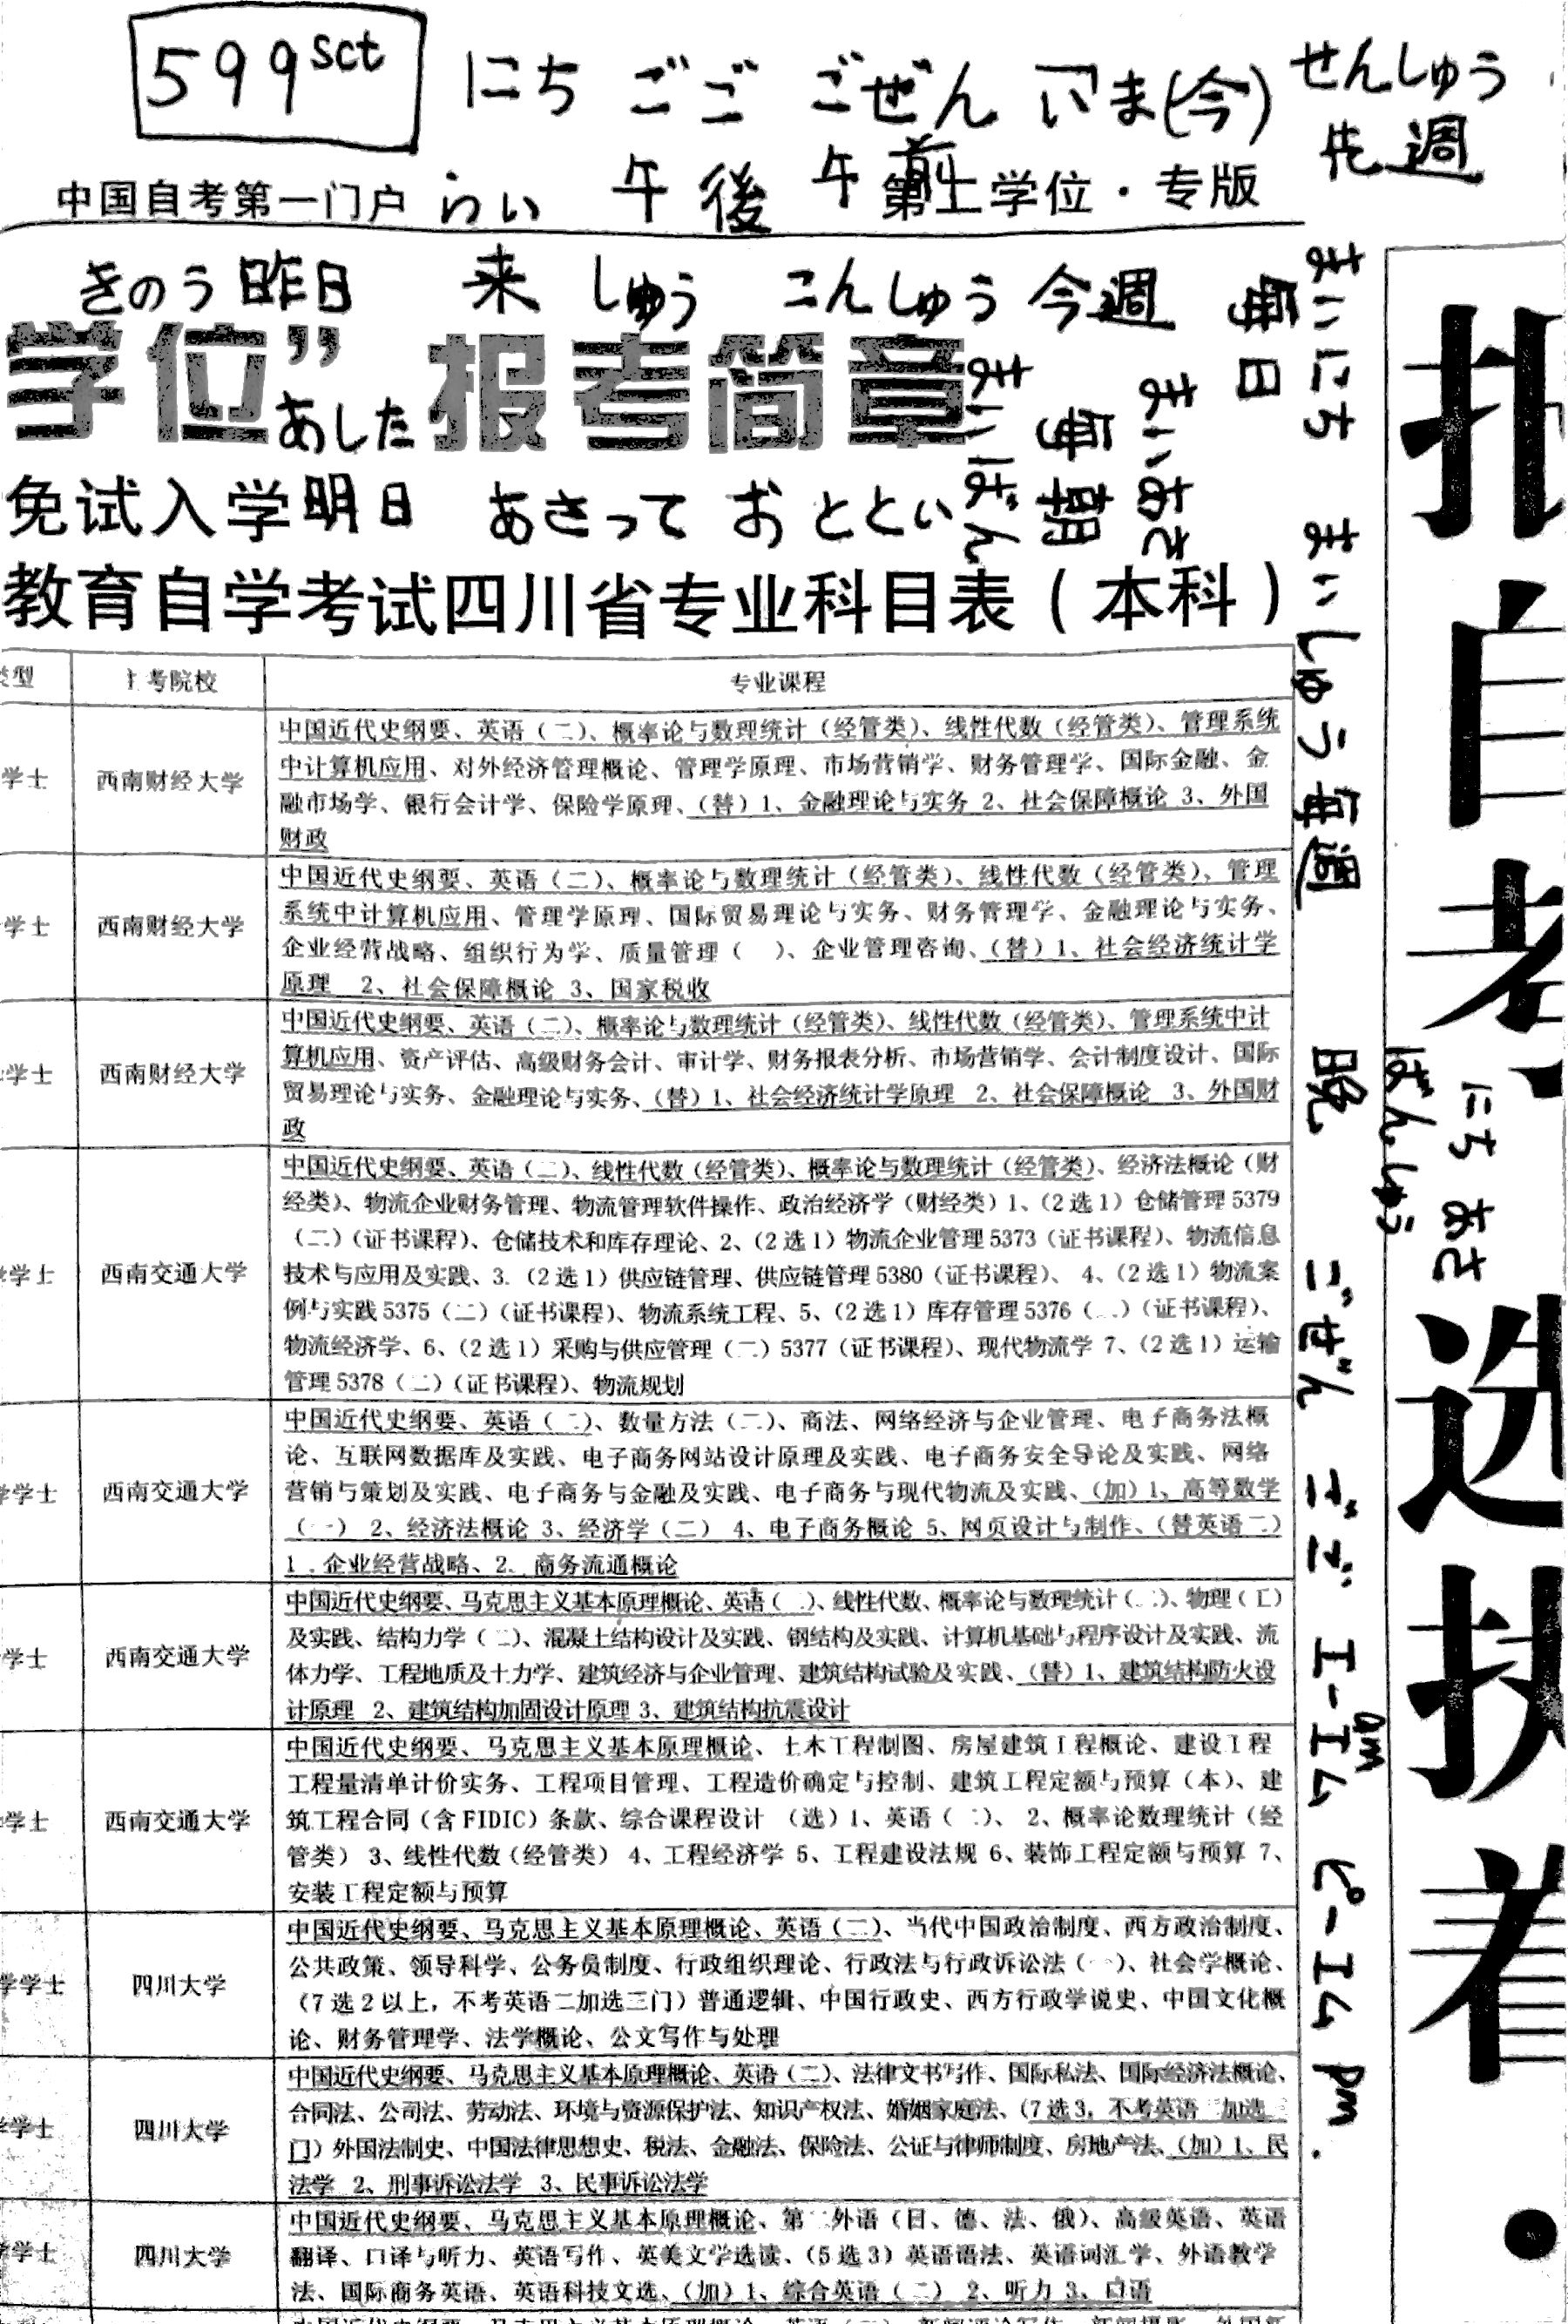 599 sct
にち ごご ごぜん いま(今) せんしゅう
先週
中国自考第一门户 らい 午後 午前 学位·专版
きのう 昨日 来 しゅう こんしゅう 今週 毎日 まいにち
学位”报考简章
あした まいばん 毎朝 まいあさ
免试入学 明日 あさって おととい
教育自学考试四川省专业科目表（本科）
まいしゅう 毎週
晚 ばんしゅう にち あさ
ごぜん ごご エーエム am ピーエム pm.
类型 主考院校 专业课程
学士 西南财经大学
中国近代史纲要、英语（二）、概率论与数理统计（经管类）、线性代数（经管类）、管理系统
中计算机应用、对外经济管理概论、管理学原理、市场营销学、财务管理学、国际金融、金
融市场学、银行会计学、保险学原理、（替）1、金融理论与实务 2、社会保障概论 3、外国
财政
学士 西南财经大学
中国近代史纲要、英语（二）、概率论与数理统计（经管类）、线性代数（经管类）、管理
系统中计算机应用、管理学原理、国际贸易理论与实务、财务管理学、金融理论与实务、
企业经营战略、组织行为学、质量管理（ ）、企业管理咨询、（替）1、社会经济统计学
原理 2、社会保障概论 3、国家税收
学士 西南财经大学
中国近代史纲要、英语（二）、概率论与数理统计（经管类）、线性代数（经管类）、管理系统中计
算机应用、资产评估、高级财务会计、审计学、财务报表分析、市场营销学、会计制度设计、国际
贸易理论与实务、金融理论与实务、（替）1、社会经济统计学原理 2、社会保障概论 3、外国财
政
学士 西南交通大学
中国近代史纲要、英语（二）、线性代数（经管类）、概率论与数理统计（经管类）、经济法概论（财
经类）、物流企业财务管理、物流管理软件操作、政治经济学（财经类）1、（2选1）仓储管理5379
（二）（证书课程）、仓储技术和库存理论、2、（2选1）物流企业管理5373（证书课程）、物流信息
技术与应用及实践、3.（2选1）供应链管理、供应链管理5380（证书课程）、 4、（2选1）物流案
例与实践5375（二）（证书课程）、物流系统工程、5、（2选1）库存管理5376（二）（证书课程）、
物流经济学、6、（2选1）采购与供应管理（二）5377（证书课程）、现代物流学 7、（2选1）运输
管理5378（二）（证书课程）、物流规划
学学士 西南交通大学
中国近代史纲要、英语（二）、数量方法（二）、商法、网络经济与企业管理、电子商务法概
论、互联网数据库及实践、电子商务网站设计原理及实践、电子商务安全导论及实践、网络
营销与策划及实践、电子商务与金融及实践、电子商务与现代物流及实践、（加）1、高等数学
（一） 2、经济法概论 3、经济学（二） 4、电子商务概论 5、网页设计与制作、（替英语二）
1．企业经营战略、2．商务流通概论
学士 西南交通大学
中国近代史纲要、马克思主义基本原理概论、英语（二）、线性代数、概率论与数理统计（二）、物理（工）
及实践、结构力学（二）、混凝土结构设计及实践、钢结构及实践、计算机基础与程序设计及实践、流
体力学、工程地质及土力学、建筑经济与企业管理、建筑结构试验及实践、（替）1、建筑结构防火设
计原理 2、建筑结构加固设计原理 3、建筑结构抗震设计
学士 西南交通大学
中国近代史纲要、马克思主义基本原理概论、土木工程制图、房屋建筑工程概论、建设工程
工程量清单计价实务、工程项目管理、工程造价确定与控制、建筑工程定额与预算（本）、建
筑工程合同（含FIDIC）条款、综合课程设计 （选）1、英语（二）、 2、概率论数理统计（经
管类） 3、线性代数（经管类） 4、工程经济学 5、工程建设法规 6、装饰工程定额与预算 7、
安装工程定额与预算
学学士 四川大学
中国近代史纲要、马克思主义基本原理概论、英语（二）、当代中国政治制度、西方政治制度、
公共政策、领导科学、公务员制度、行政组织理论、行政法与行政诉讼法（一）、社会学概论、
（7选2以上，不考英语二加选三门）普通逻辑、中国行政史、西方行政学说史、中国文化概
论、财务管理学、法学概论、公文写作与处理
学学士 四川大学
中国近代史纲要、马克思主义基本原理概论、英语（二）、法律文书写作、国际私法、国际经济法概论、
合同法、公司法、劳动法、环境与资源保护法、知识产权法、婚姻家庭法、（7选3，不考英语 加选
门）外国法制史、中国法律思想史、税法、金融法、保险法、公证与律师制度、房地产法、（加）1、民
法学 2、刑事诉讼法学 3、民事诉讼法学
学学士 四川大学
中国近代史纲要、马克思主义基本原理概论、第二外语（日、德、法、俄）、高级英语、英语
翻译、口译与听力、英语写作、英美文学选读、（5选3）英语语法、英语词汇学、外语教学
法、国际商务英语、英语科技文选、（加）1、综合英语（二） 2、听力 3、口语
自考 选择